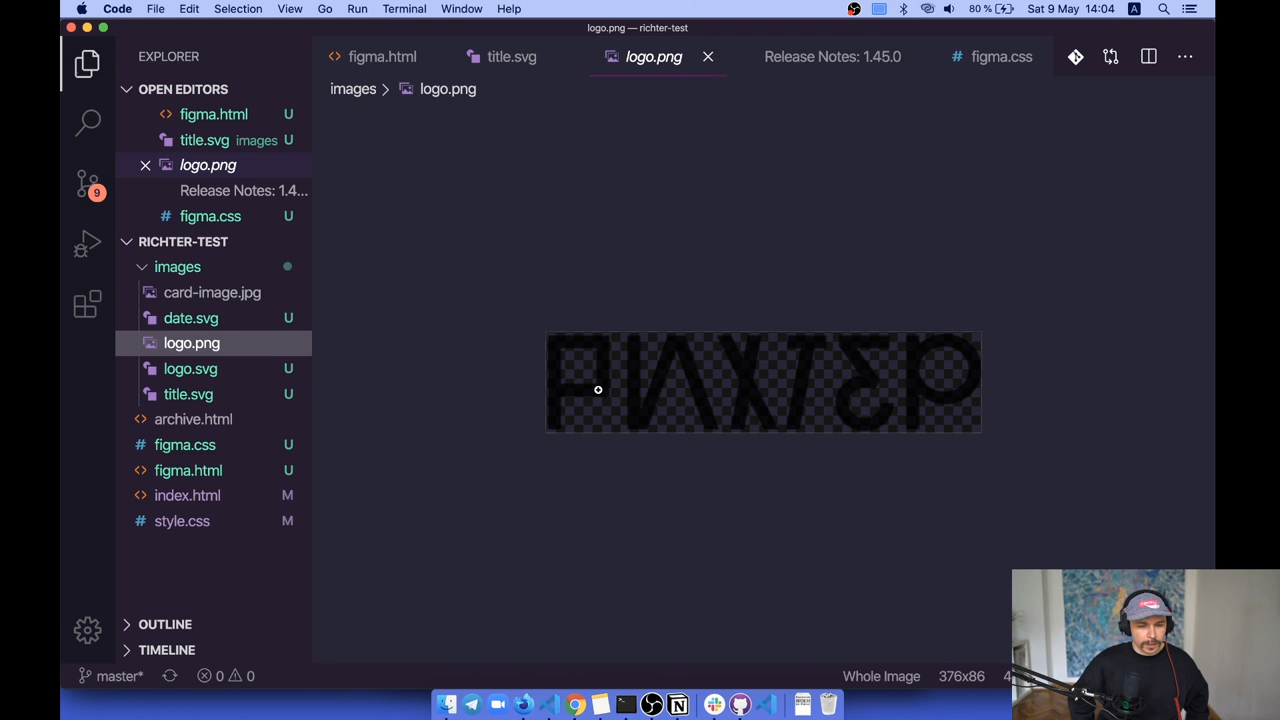 Code File Edit Selection View Go Run Terminal Window Help 80 % Sat 9 May 14:04 A
logo.png — richter-test
EXPLORER
figma.html title.svg logo.png Release Notes: 1.45.0 figma.css
OPEN EDITORS
images logo.png
figma.html U
title.svg images U
logo.png
Release Notes: 1.4...
9
figma.css U
RICHTER-TEST
images
card-image.jpg
date.svg U
logo.png
logo.svg U
title.svg U
archive.html
figma.css U
figma.html U
index.html M
style.css M
OUTLINE
TIMELINE
master* 0 0 Whole Image 376x86